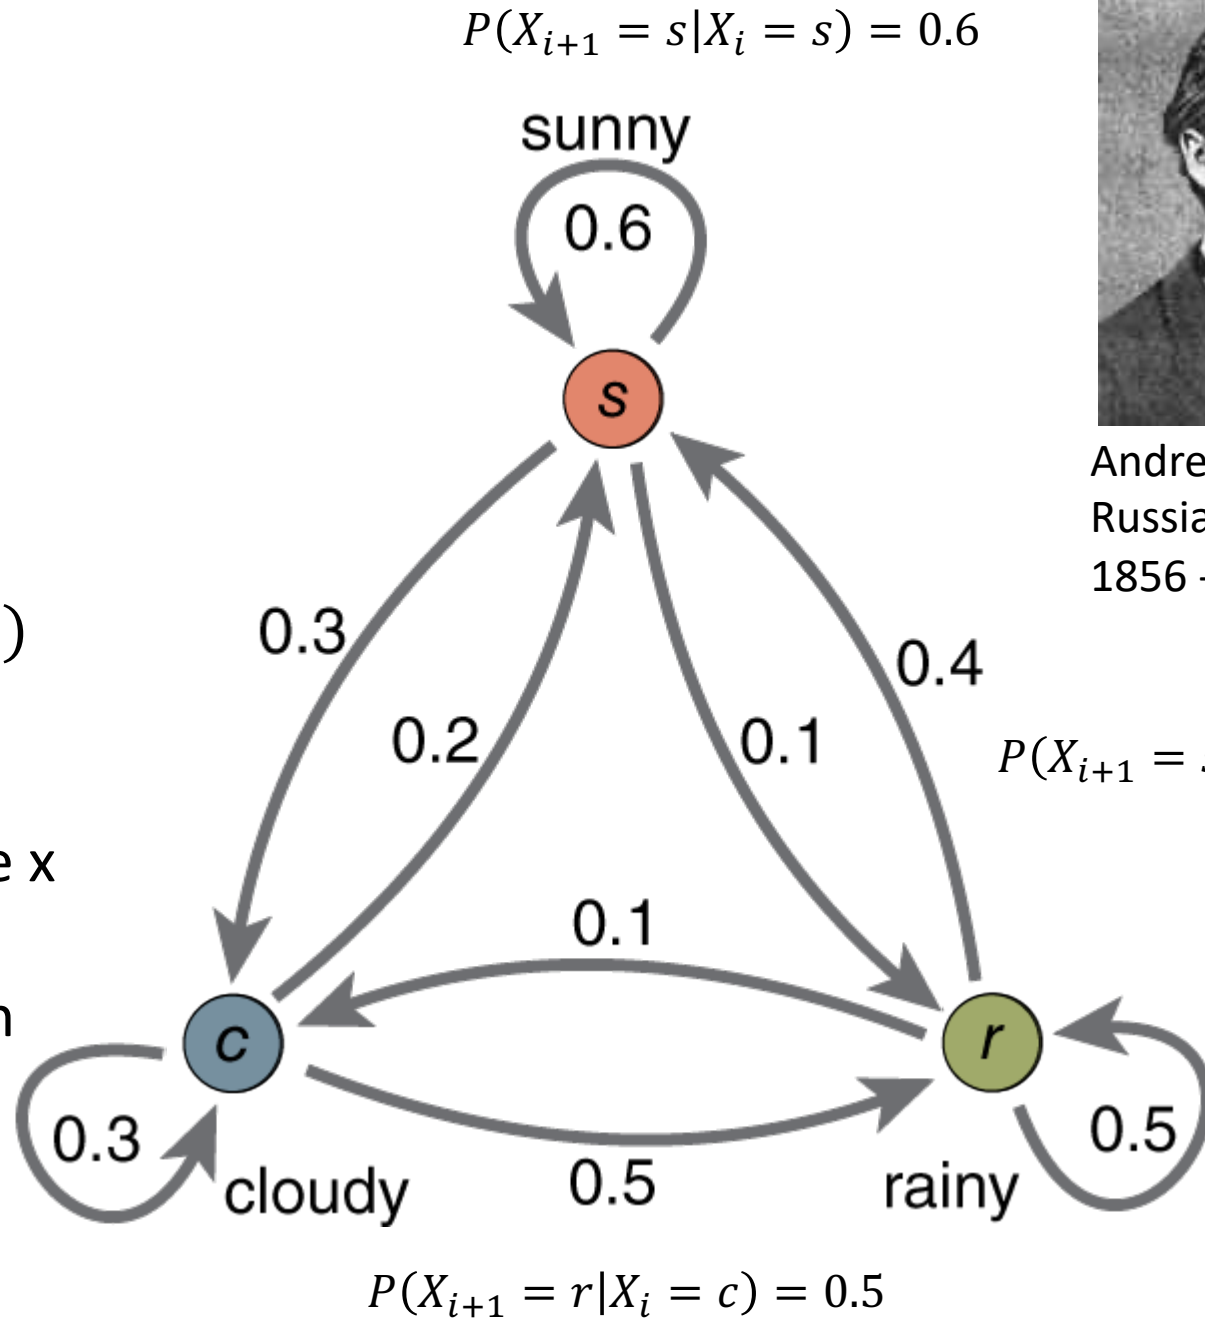 P(X_{i+1} = s|X_i = s) = 0.6
sunny
0.6
s
Russia
1856 -
0.3
)
0.4
0.2
0.1
P(X_{i+1} =
x
0.1
c
r
0.3
0.5
cloudy
0.5
rainy
P(X_{i+1} = r|X_i = c) = 0.5